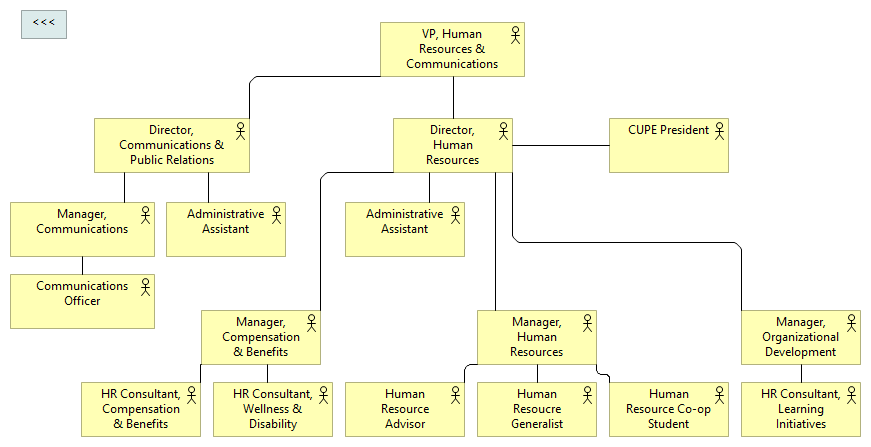 <<<
VP, Human
Resources &
Communications
Director,
Communications &
Public Relations
Director,
Human
Resources
CUPE President
Manager,
Communications
Administrative
Assistant
Administrative
Assistant
Communications
Officer
Manager,
Compensation
& Benefits
Manager,
Human
Resources
Manager,
Organizational
Development
HR Consultant,
Compensation
& Benefits
HR Consultant,
Wellness &
Disability
Human
Resource
Advisor
Human
Resoucre
Generalist
Human
Resource Co-op
Student
HR Consultant,
Learning
Initiatives